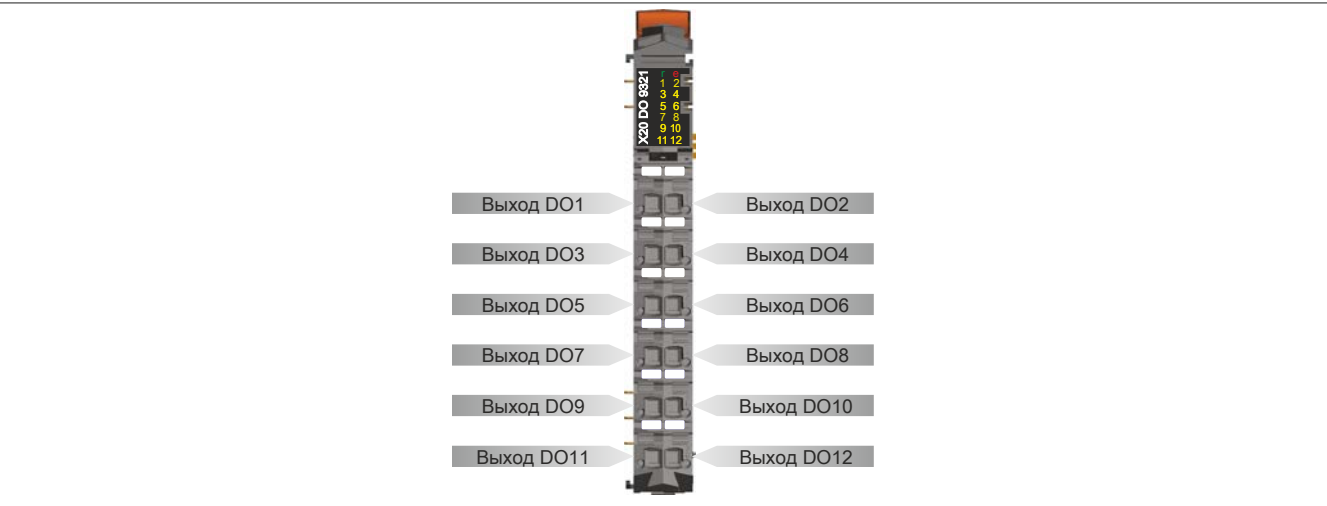 X20 DO 9321
r e
1 2
3 4
5 6
7 8
9 10
11 12
Выход DO1
Выход DO2
Выход DO3
Выход DO4
Выход DO5
Выход DO6
Выход DO7
Выход DO8
Выход DO9
Выход DO10
Выход DO11
Выход DO12